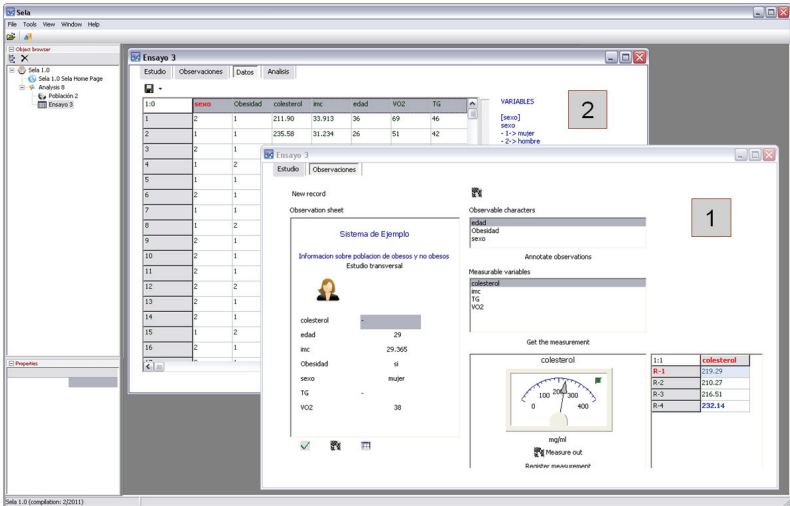 Sela
File Tools View Window Help
Object browser
Sela 1.0
Sela 1.0 Sela Home Page
Analysis 8
Población 2
Ensayo 3
Properties
Ensayo 3
Estudio Observaciones Datos Analisis
1:0 sexo Obesidad colesterol imc edad VO2 TG
1 2 1 211.90 33.913 36 69 46
2 1 1 235.58 31.234 26 51 42
3 2 1
4 1 2
5 1 1
6 2 1
7 1 1
8 1 2
9 2 1
10 2 1
11 2 1
12 2 2
13 2 1
14 2 1
15 1 2
16 2 1
VARIABLES
[sexo]
sexo
- 1-> mujer
- 2-> hombre
2
Ensayo 3
Estudio Observaciones
New record
Observation sheet
Sistema de Ejemplo
Informacion sobre poblacion de obesos y no obesos
Estudio transversal
colesterol -
edad 29
imc 29.365
Obesidad si
sexo mujer
TG -
VO2 38
Observable characters
edad
Obesidad
sexo
Annotate observations
Measurable variables
colesterol
imc
TG
VO2
Get the measurement
colesterol
0 100 200 300 400
mg/ml
Measure out
Register measurement
1:1 colesterol
R-1 219.29
R-2 210.27
R-3 216.51
R-4 232.14
1
Sela 1.0 (compilation: 2/2011)